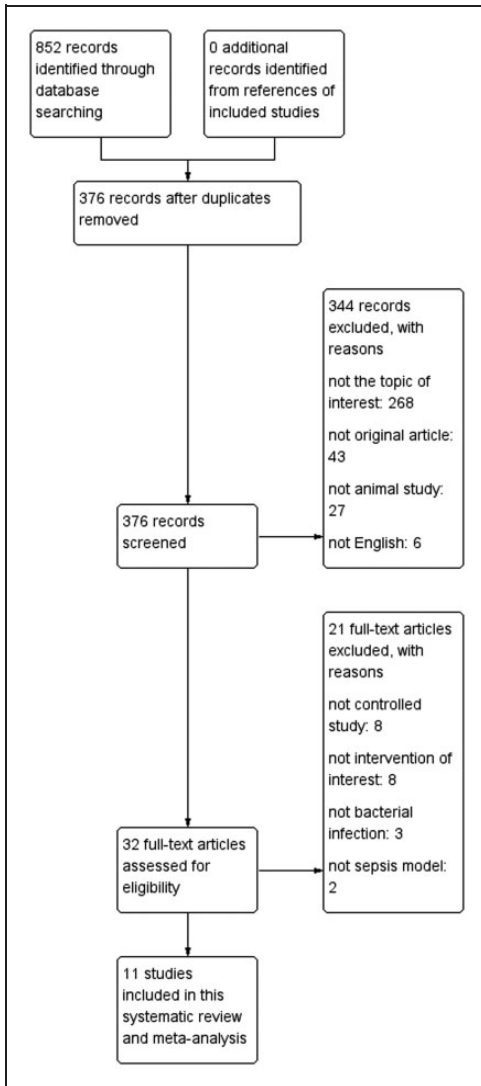 852 records
identified through
database
searching
0 additional
records identified
from references of
included studies
376 records after duplicates
removed
344 records
excluded, with
reasons
not the topic of
interest: 268
not original article:
43
not animal study:
27
not English: 6
376 records
screened
21 full-text articles
excluded, with
reasons
not controlled
study: 8
not intervention of
interest: 8
not bacterial
infection: 3
not sepsis model:
2
32 full-text articles
assessed for
eligibility
11 studies
included in this
systematic review
and meta-analysis